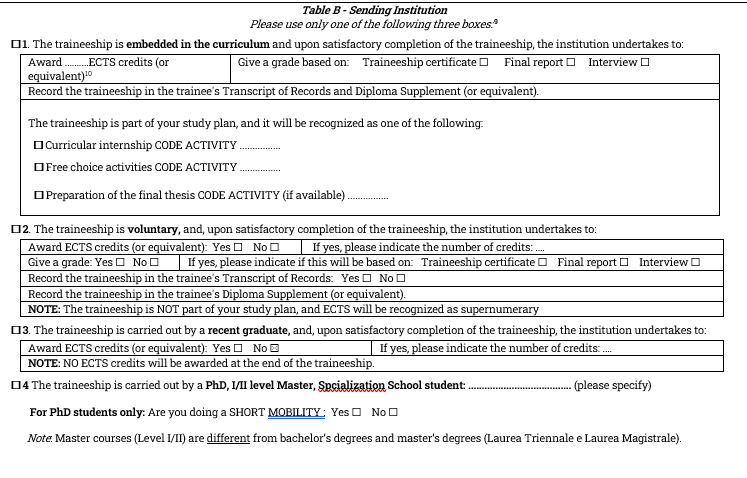 Table B - Sending Institution
Please use only one of the following three boxes.⁹
☐1. The traineeship is embedded in the curriculum and upon satisfactory completion of the traineeship, the institution undertakes to:
Award .........ECTS credits (or equivalent)¹⁰
Give a grade based on: Traineeship certificate ☐ Final report ☐ Interview ☐
Record the traineeship in the trainee's Transcript of Records and Diploma Supplement (or equivalent).
The traineeship is part of your study plan, and it will be recognized as one of the following:
☐Curricular internship CODE ACTIVITY ...............
☐Free choice activities CODE ACTIVITY ...............
☐Preparation of the final thesis CODE ACTIVITY (if available) ...............
☐2. The traineeship is voluntary, and, upon satisfactory completion of the traineeship, the institution undertakes to:
Award ECTS credits (or equivalent): Yes ☐ No ☐ If yes, please indicate the number of credits: ....
Give a grade: Yes ☐ No ☐ If yes, please indicate if this will be based on: Traineeship certificate ☐ Final report ☐ Interview ☐
Record the traineeship in the trainee's Transcript of Records: Yes ☐ No ☐
Record the traineeship in the trainee's Diploma Supplement (or equivalent).
NOTE: The traineeship is NOT part of your study plan, and ECTS will be recognized as supernumerary
☐3. The traineeship is carried out by a recent graduate, and, upon satisfactory completion of the traineeship, the institution undertakes to:
Award ECTS credits (or equivalent): Yes ☐ No ☒ If yes, please indicate the number of credits: ....
NOTE: NO ECTS credits will be awarded at the end of the traineeship.
☐4 The traineeship is carried out by a PhD, I/II level Master, Spcialization School student: ...................................... (please specify)
For PhD students only: Are you doing a SHORT MOBILITY : Yes ☐ No ☐
Note: Master courses (Level I/II) are different from bachelor's degrees and master's degrees (Laurea Triennale e Laurea Magistrale).